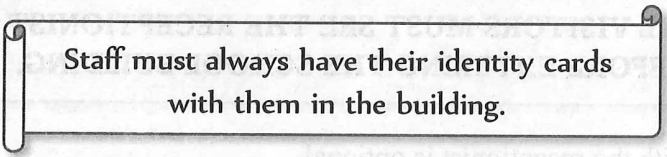 Staff must always have their identity cards
with them in the building.